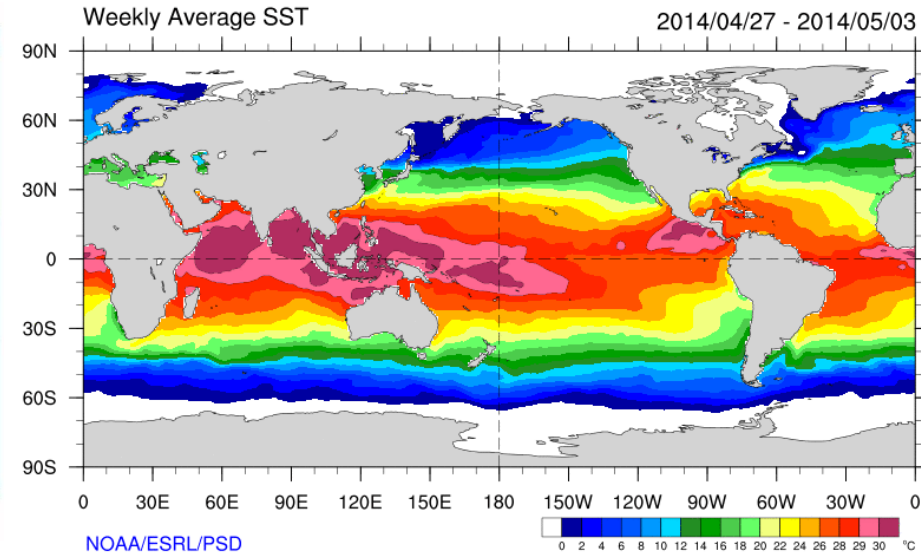 Weekly Average SST 2014/04/27 - 2014/05/03
90N
60N
30N
0
30S
60S
90S
0 30E 60E 90E 120E 150E 180 150W 120W 90W 60W 30W 0
NOAA/ESRL/PSD
0 2 4 6 8 10 12 14 16 18 20 22 24 26 28 29 30 °C